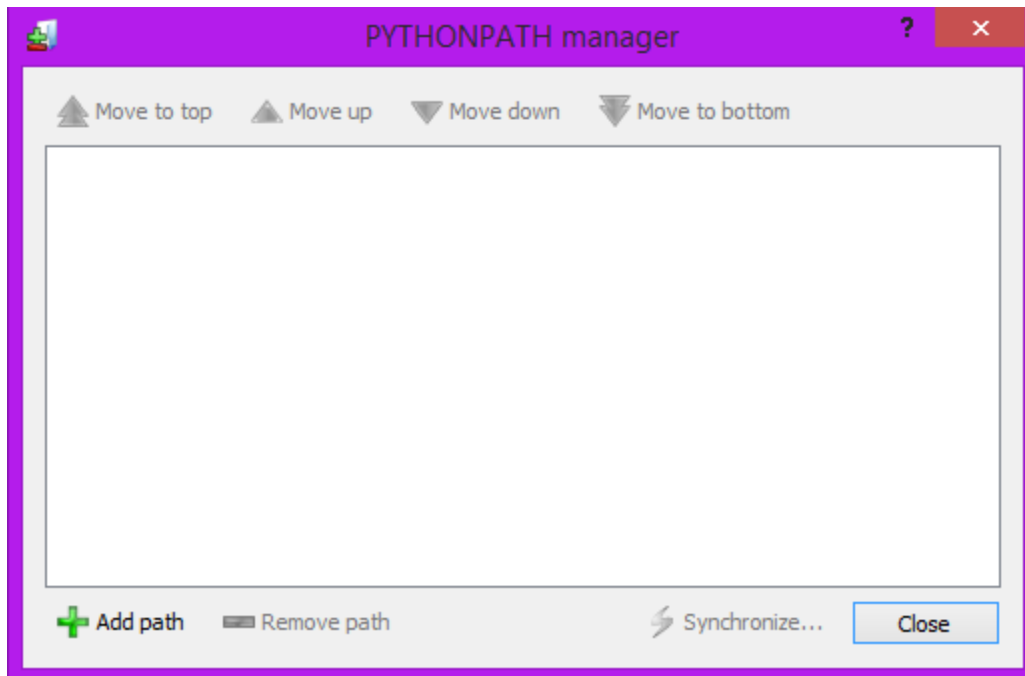 PYTHONPATH manager ? ×
Move to top Move up Move down Move to bottom
Add path Remove path Synchronize... Close